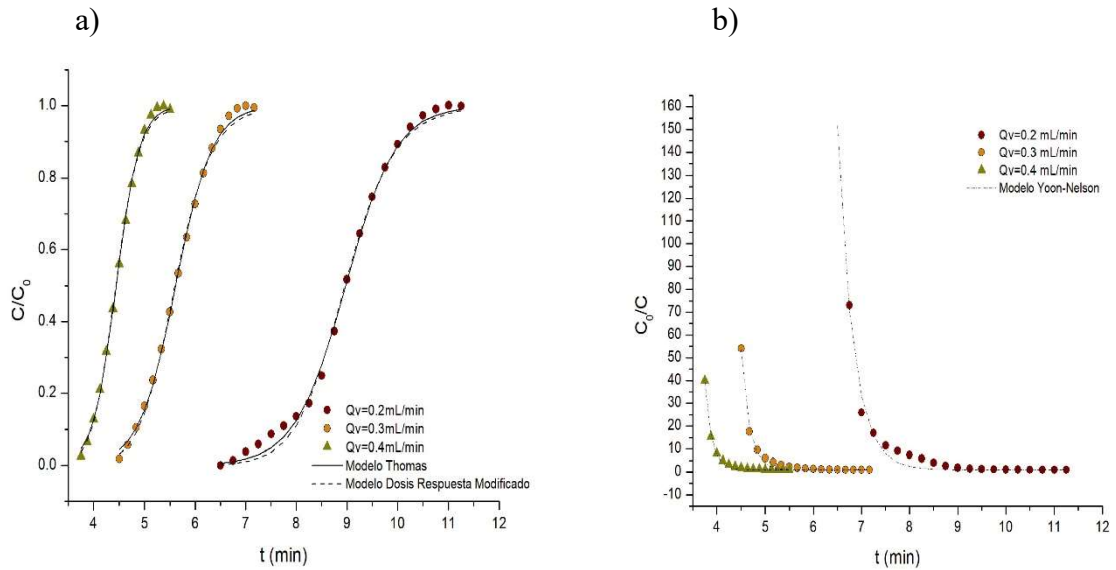 a)
C/C0
1.0
0.8
0.6
0.4
0.2
0.0
Qv=0.2mL/min
Qv=0.3mL/min
Qv=0.4mL/min
Modelo Thomas
Modelo Dosis Respuesta Modificado
4 5 6 7 8 9 10 11 12
t (min)
b)
C0/C
160
150
140
130
120
110
100
90
80
70
60
50
40
30
20
10
0
-10
Qv=0.2 mL/min
Qv=0.3 mL/min
Qv=0.4 mL/min
Modelo Yoon-Nelson
4 5 6 7 8 9 10 11 12
t (min)